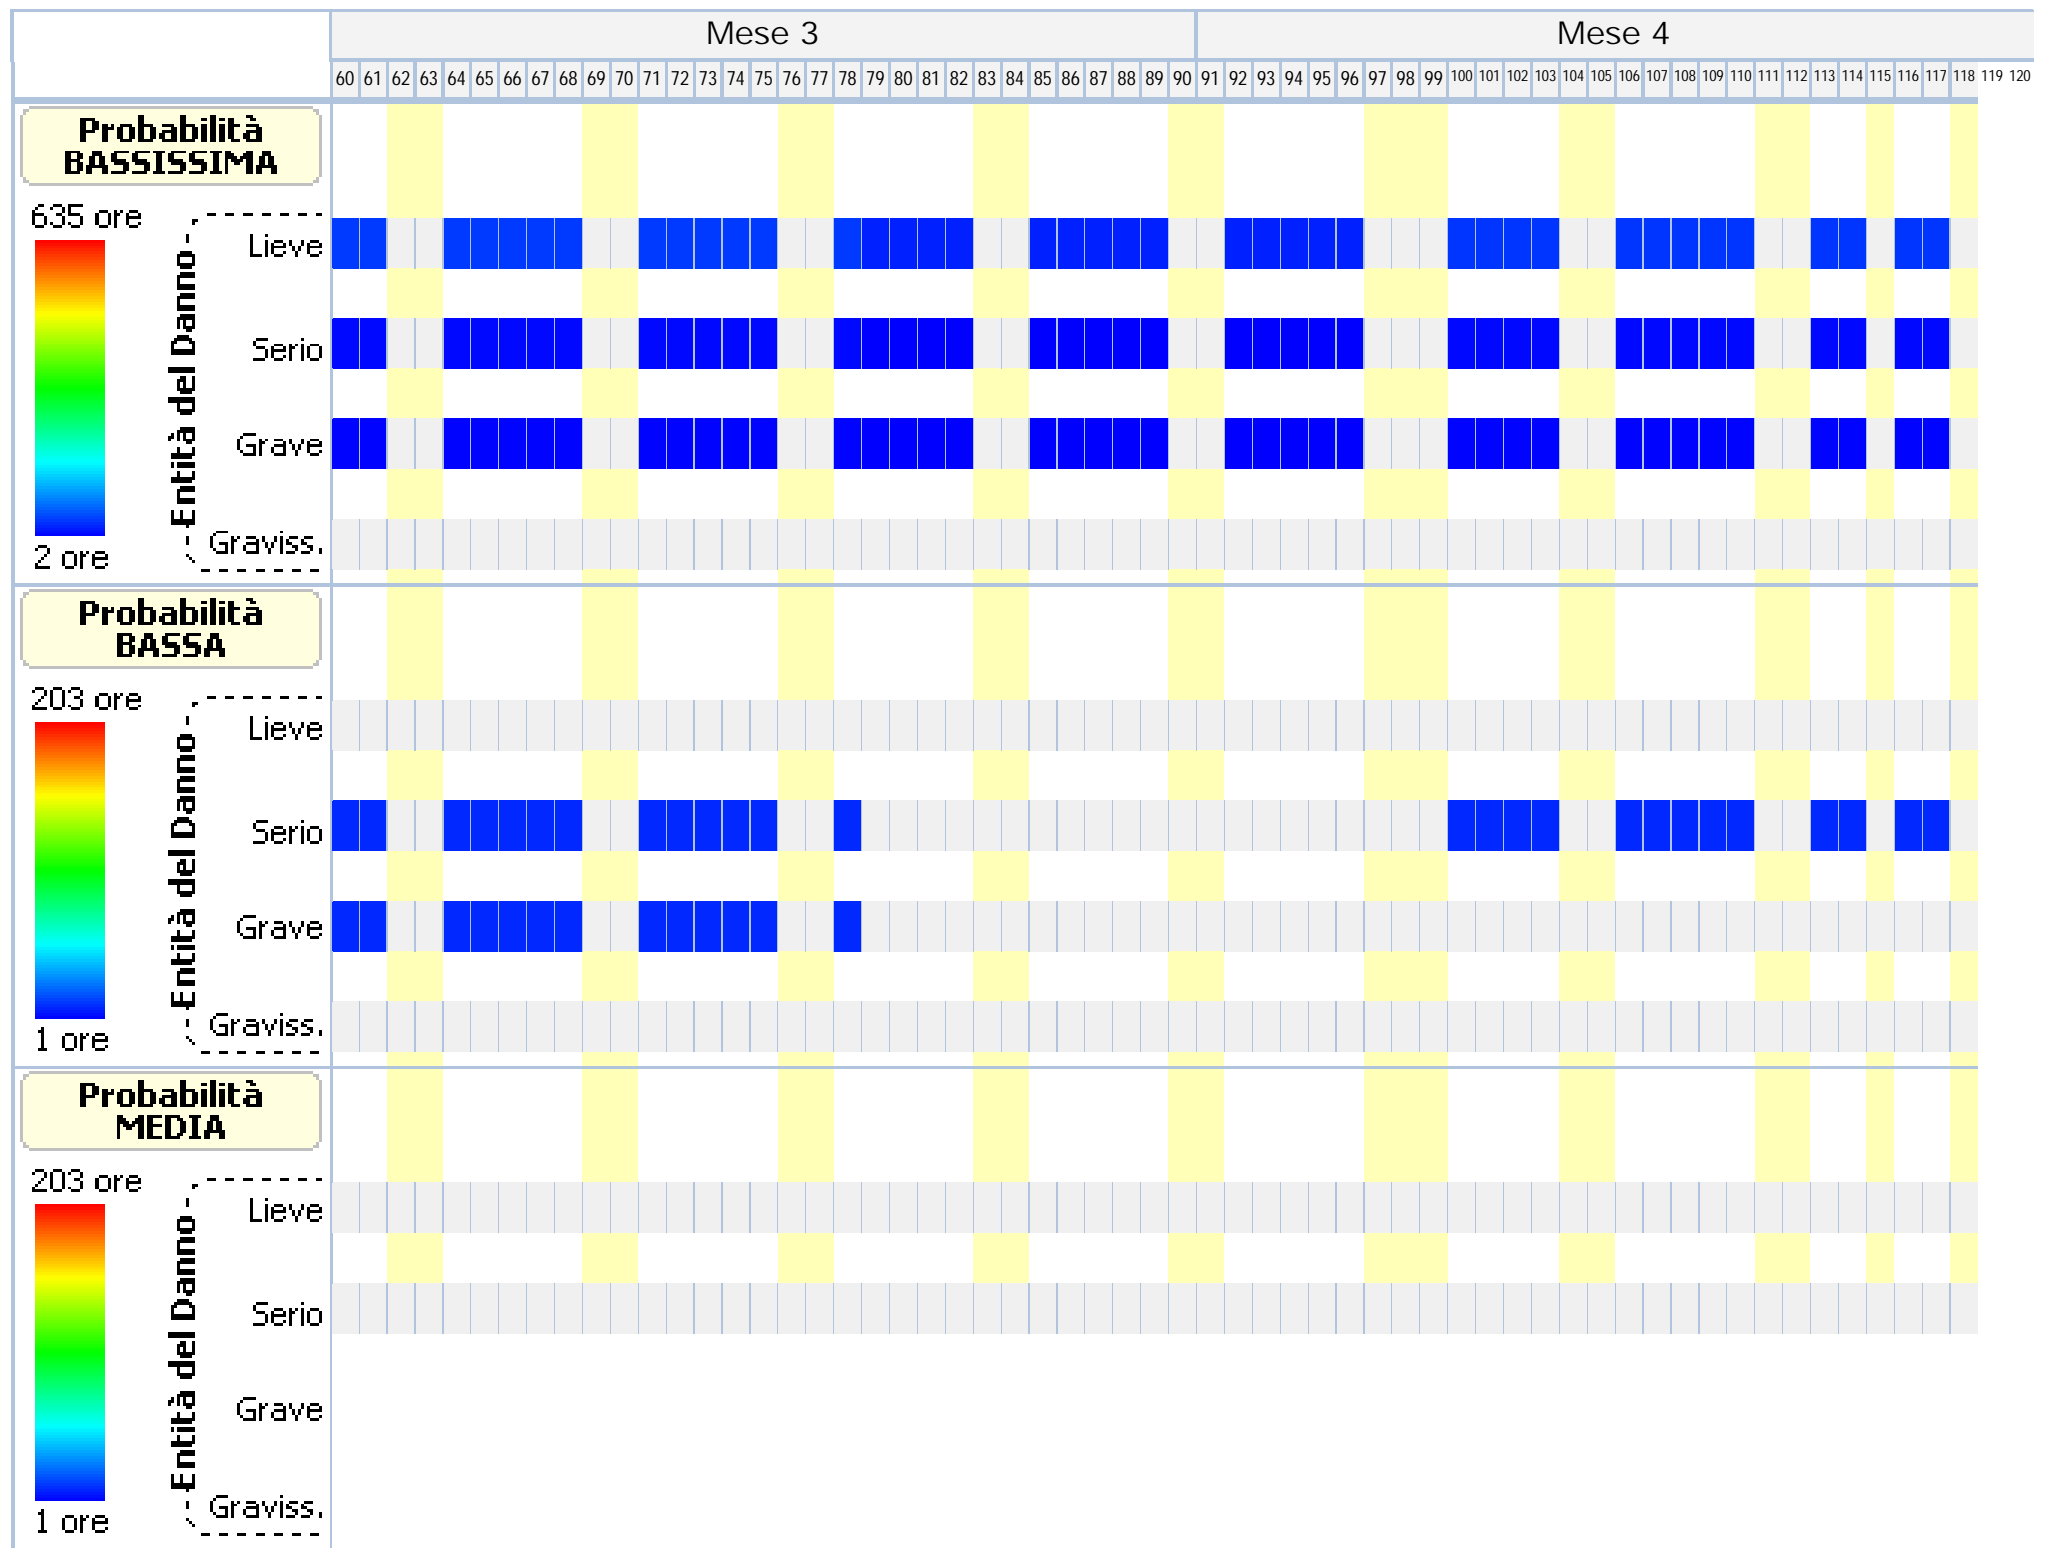 Mese 3 Mese 4
60 61 62 63 64 65 66 67 68 69 70 71 72 73 74 75 76 77 78 79 80 81 82 83 84 85 86 87 88 89 90 91 92 93 94 95 96 97 98 99 100 101 102 103 104 105 106 107 108 109 110 111 112 113 114 115 116 117 118 119 120
Probabilità
BASSISSIMA
635 ore
Entità del Danno
Lieve
Serio
Grave
Graviss.
2 ore
Probabilità
BASSA
203 ore
Entità del Danno
Lieve
Serio
Grave
Graviss.
1 ore
Probabilità
MEDIA
203 ore
Entità del Danno
Lieve
Serio
Grave
Graviss.
1 ore